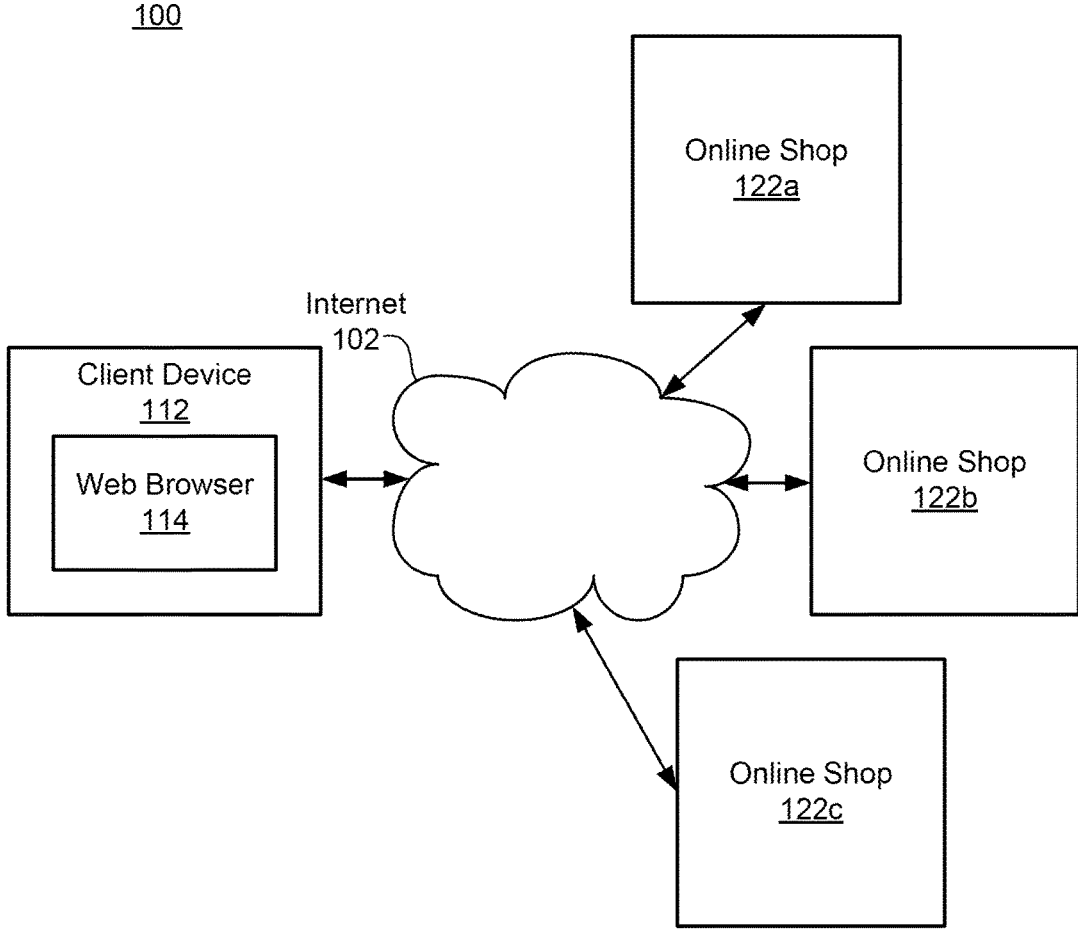 100
Online Shop
122a
Internet
102
Client Device
112
Web Browser
114
Online Shop
122b
Online Shop
122c